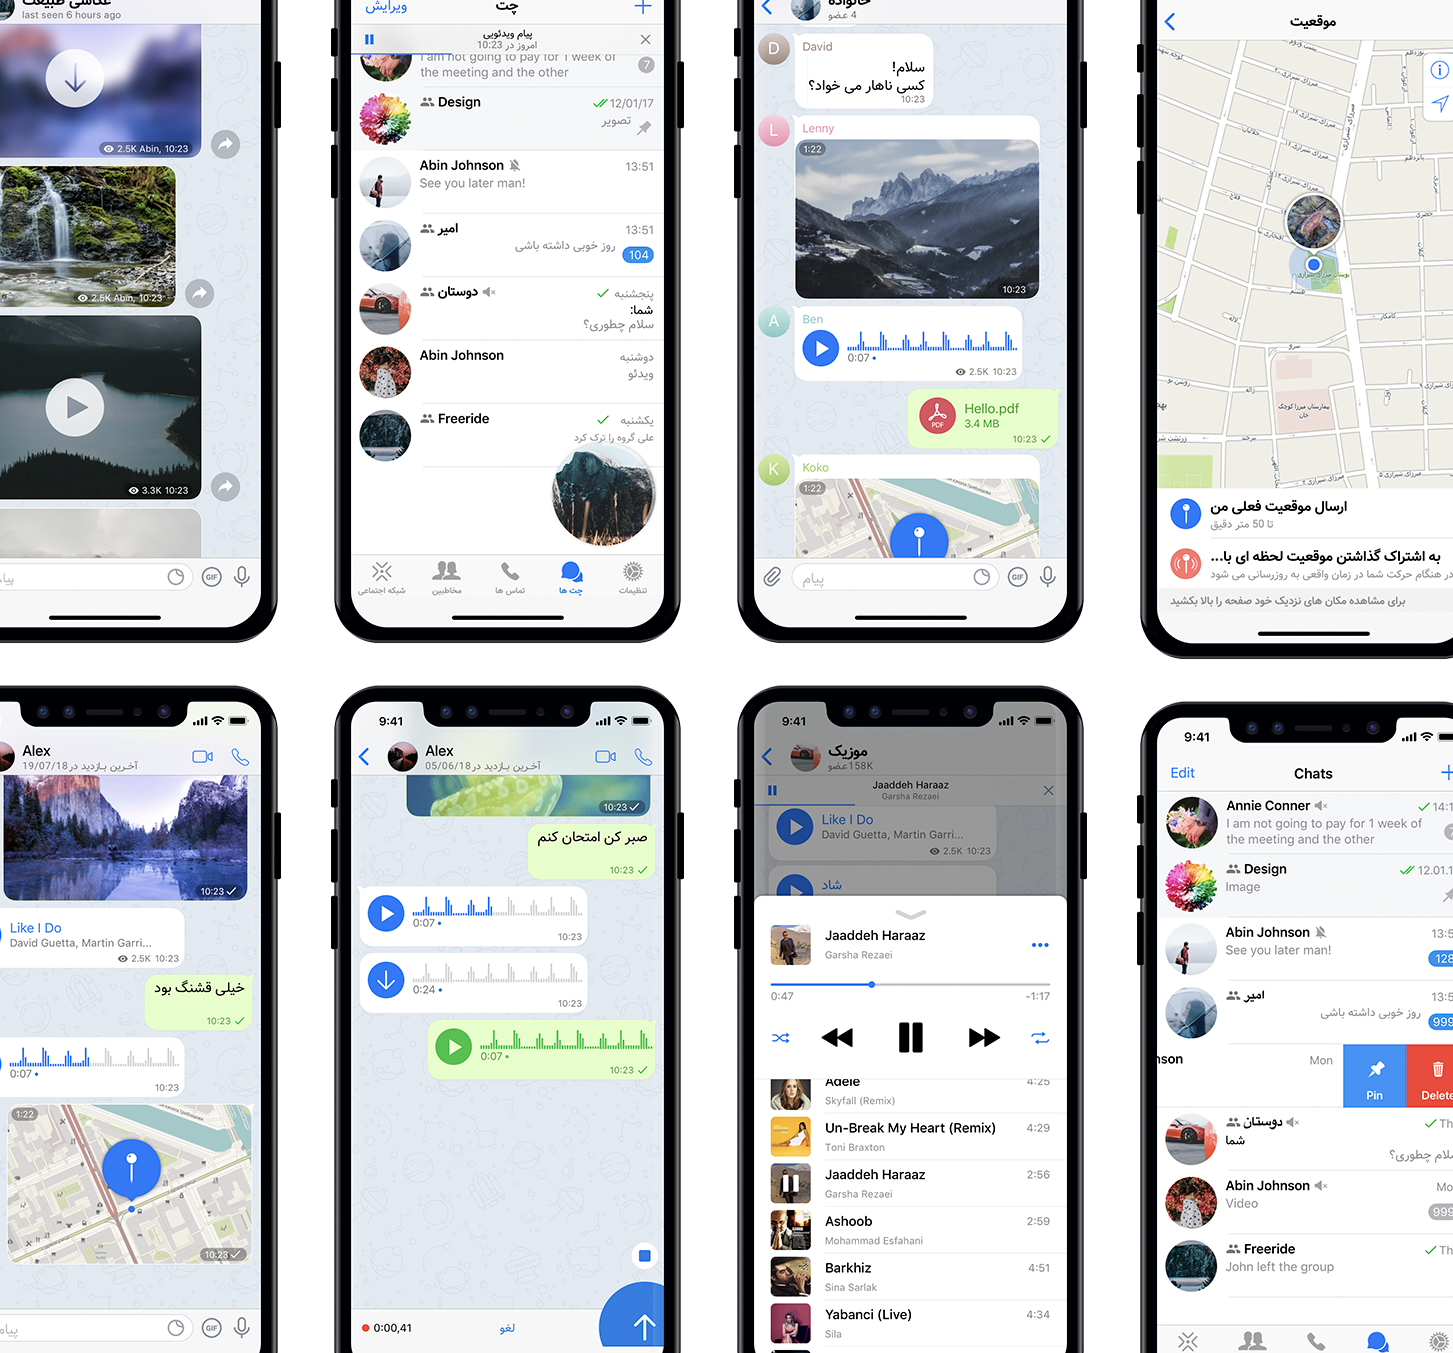 عکاسی طبیعت
last seen 6 hours ago
2.5K Abin, 10:23
2.5K Abin, 10:23
3.3K 10:23
GIF
ویرایش
چت
پیام ویدئویی
امروز در 10:23
I am not going to pay for 1 week of
the meeting and the other
7
Design
12/01/17
تصویر
Abin Johnson
13:51
See you later man!
امیر
13:51
روز خوبی داشته باشی
104
دوستان
پنجشنبه
شما:
سلام چطوری؟
Abin Johnson
دوشنبه
ویدئو
Freeride
یکشنبه
علی گروه را ترک کرد
شبکه اجتماعی
مخاطبین
تماس ها
چت ها
تنظیمات
خانواده
4 عضو
D
David
سلام!
کسی ناهار می خواد؟
10:23
L
Lenny
1:22
10:23
A
Ben
0:07
2.5K 10:23
Hello.pdf
3.4 MB
PDF
10:23
K
Koko
1:22
پیام
GIF
موقعیت
بیمارستان میرزا کوچک
خان
ارسال موقعیت فعلی من
تا 50 متر دقیق
به اشتراک گذاشتن موقعیت لحظه ای با...
در هنگام حرکت شما در زمان واقعی به روزرسانی می شود
برای مشاهده مکان های نزدیک خود صفحه را بالا بکشید
Alex
آخرین بازدید در 19/07/18
10:23
Like I Do
David Guetta, Martin Garri...
2.5K 10:23
خیلی قشنگ بود
10:23
0:07
10:23
1:22
10:23
پیام
GIF
9:41
Alex
آخرین بازدید در 05/06/18
10:23
صبر کن امتحان کنم
10:23
0:07
10:23
0:24
10:23
0:07
10:23
0:00,41
لغو
9:41
موزیک
158K عضو
Jaaddeh Haraaz
Garsha Rezaei
Like I Do
David Guetta, Martin Garri...
2.5K 10:23
شاد
Jaaddeh Haraaz
Garsha Rezaei
0:47
-1:17
Adele
4:25
Skyfall (Remix)
Un-Break My Heart (Remix)
4:29
Toni Braxton
Jaaddeh Haraaz
2:56
Garsha Rezaei
Ashoob
2:59
Mohammad Esfahani
Barkhiz
4:51
Sina Sarlak
Yabanci (Live)
4:34
Sila
9:41
Edit
Chats
Annie Conner
14:1
I am not going to pay for 1 week of
the meeting and the other
Design
12.01.1
Image
Abin Johnson
13:5
See you later man!
128
امیر
13:5
روز خوبی داشته باشی
999
nson
Mon
Pin
Delete
دوستان
Th
شما
سلام چطوری؟
Abin Johnson
Mo
Video
999
Freeride
Th
John left the group